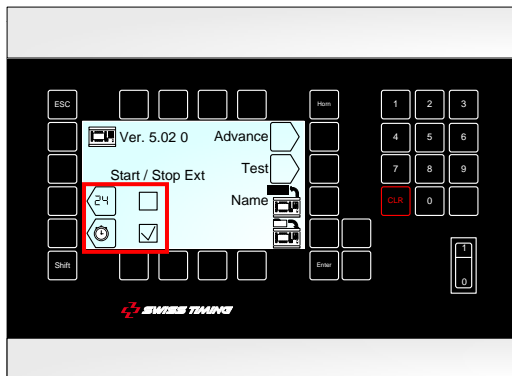 ESC
Horn
1 2 3
Ver. 5.02 0 Advance
4 5 6
Start / Stop Ext Test
7 8 9
24 Name
CLR 0
Shift
Enter
1
0
SWISS TIMING